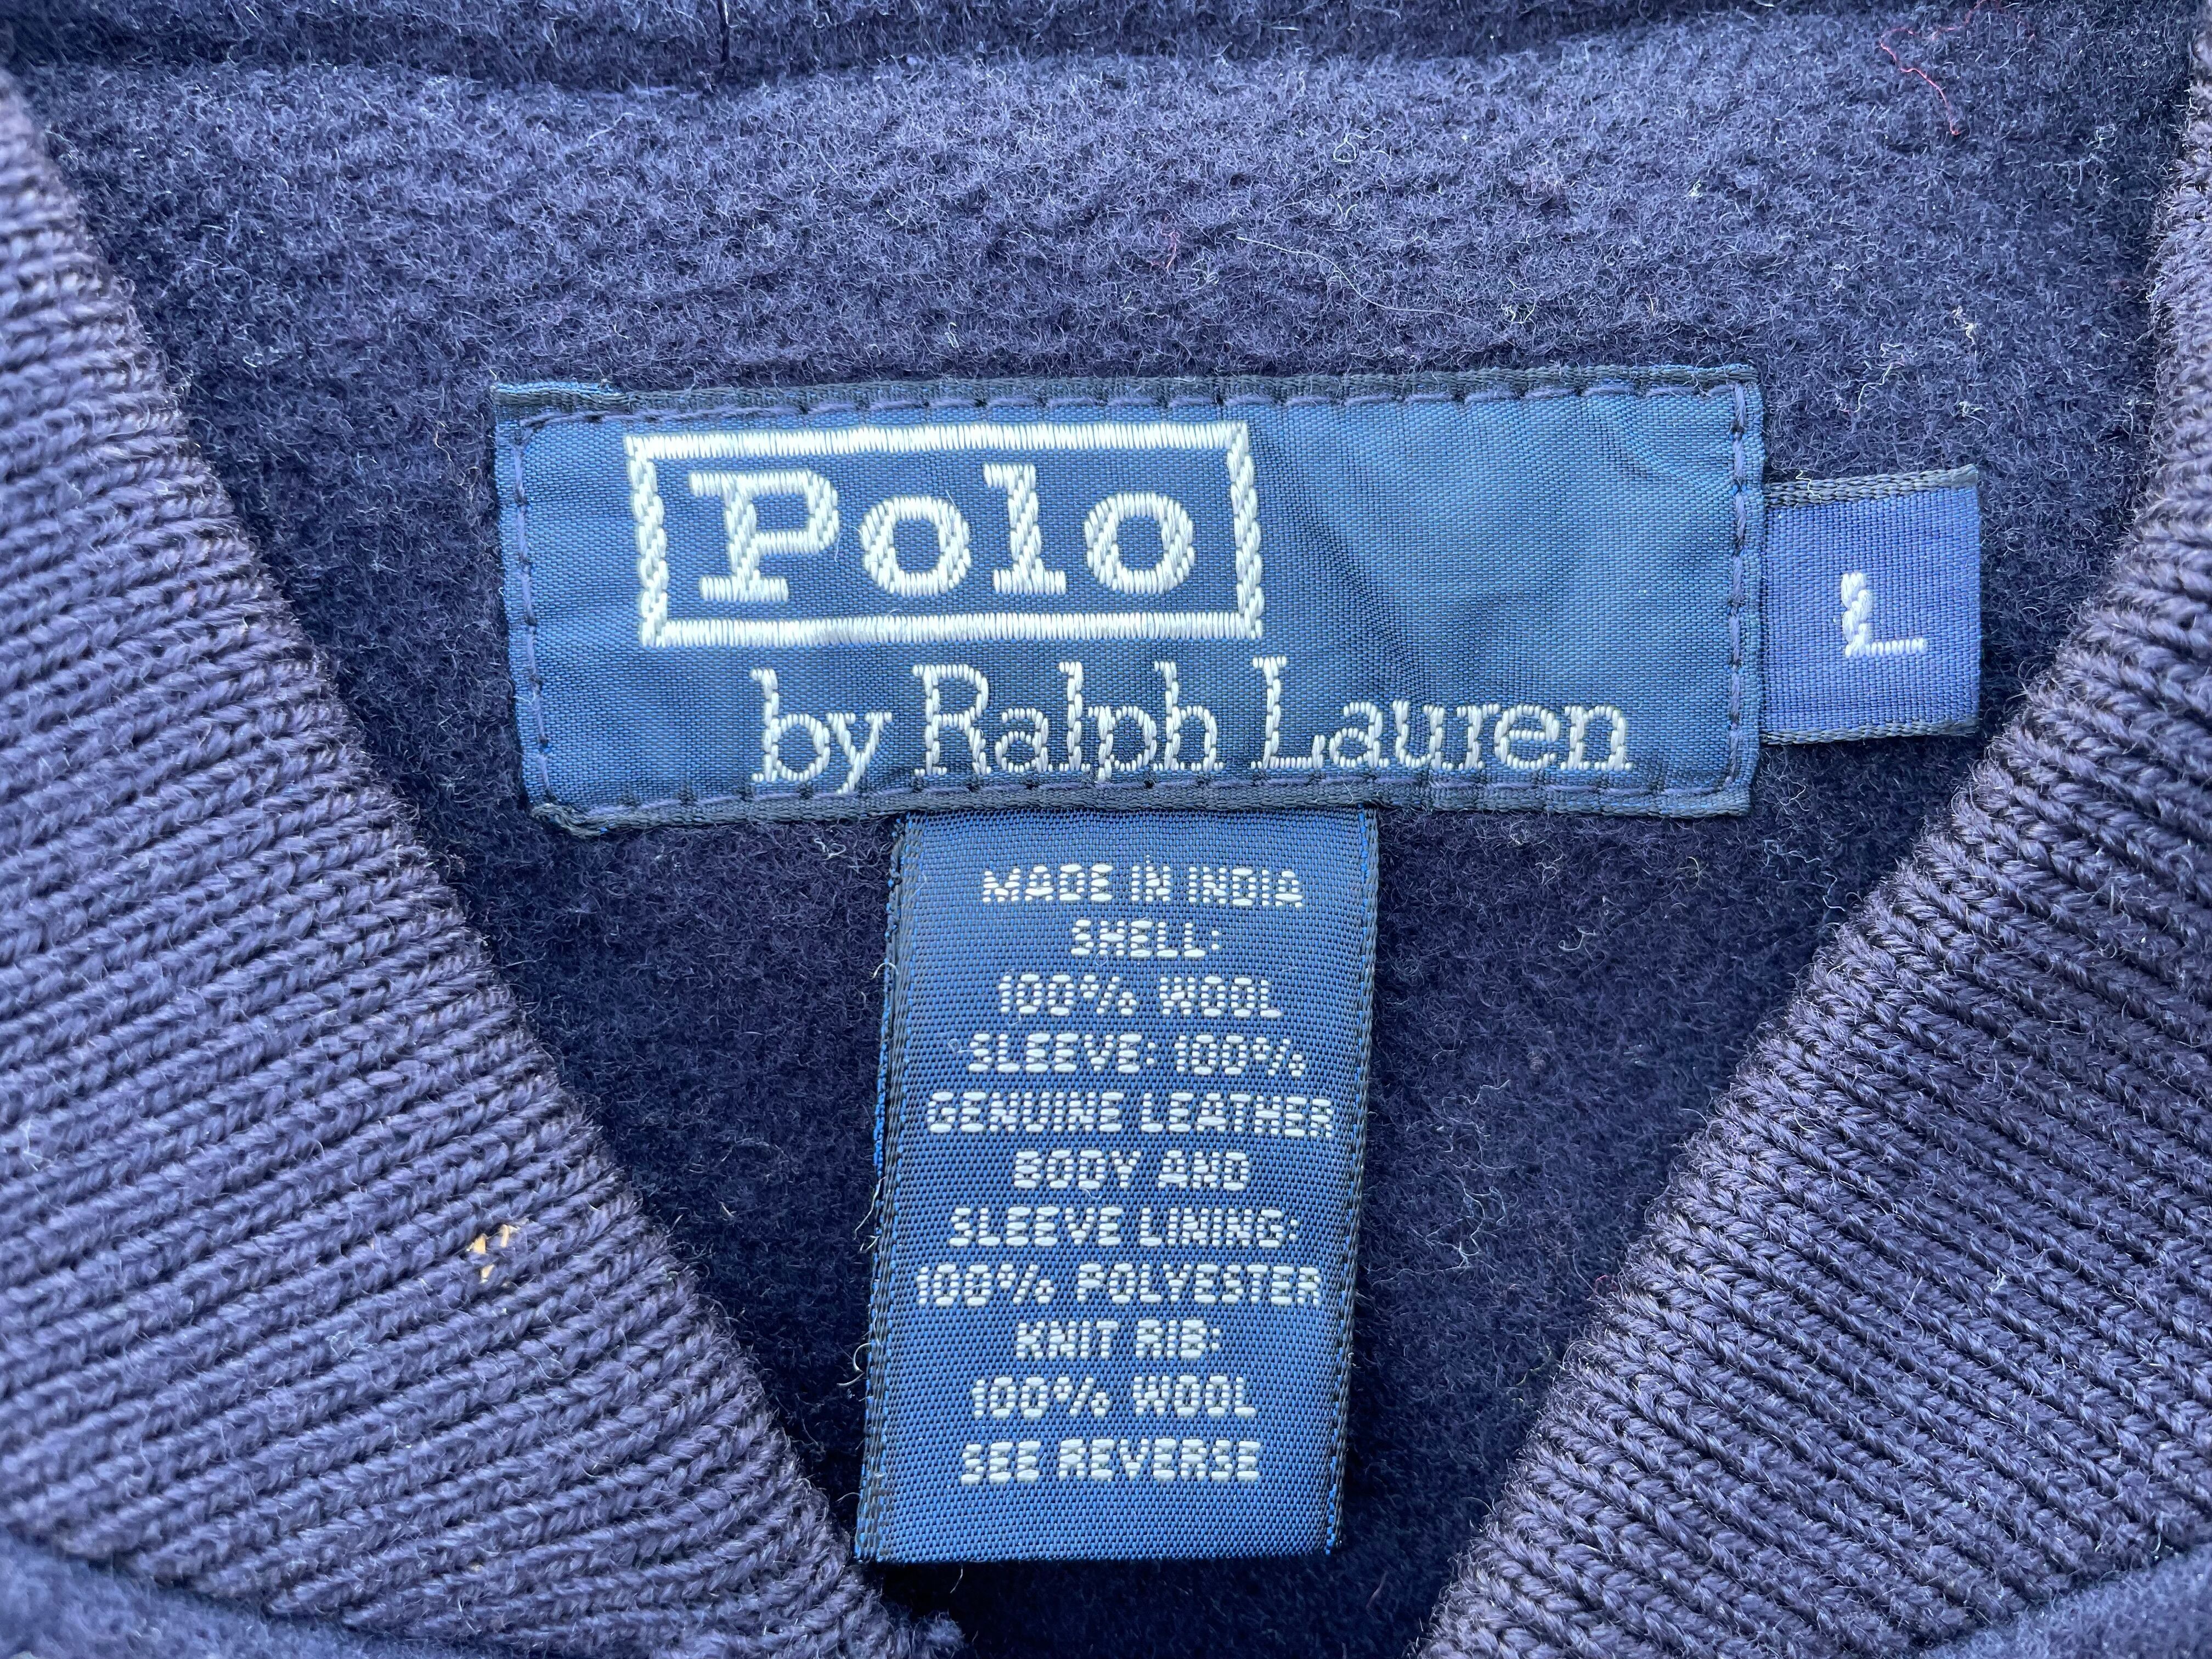 Polo
by Ralph Lauren
L
MADE IN INDIA
SHELL:
100% WOOL
SLEEVE: 100%
GENUINE LEATHER
BODY AND
SLEEVE LINING:
100% POLYESTER
KNIT RIB:
100% WOOL
SEE REVERSE